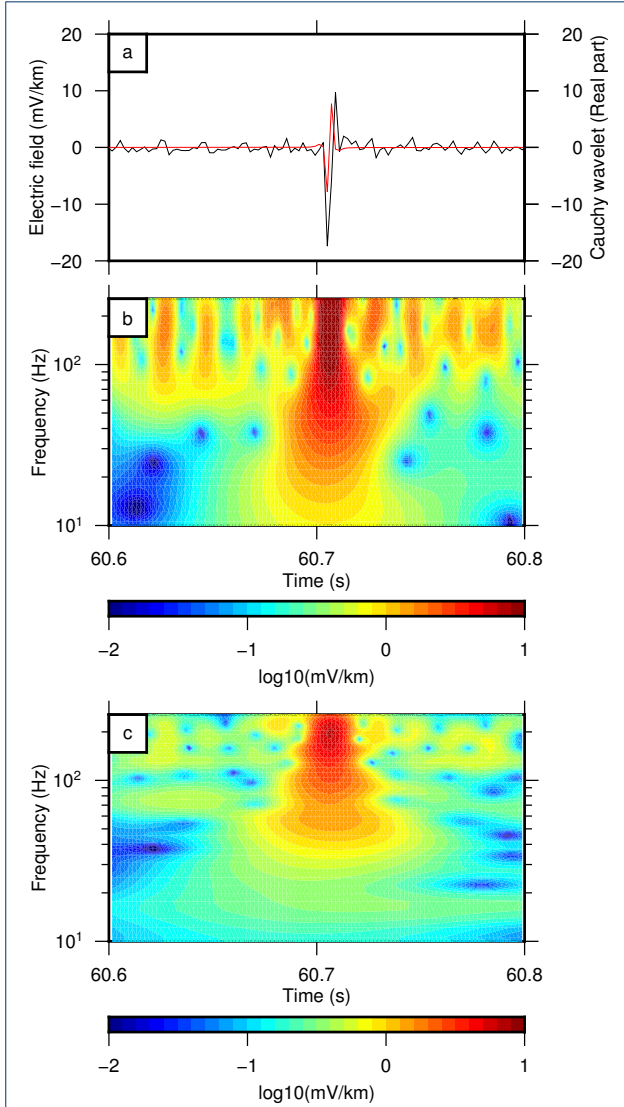 a
20
10
0
−10
−20
Electric field (mV/km)
20
10
0
−10
−20
Cauchy wavelet (Real part)
b
10²
10¹
Frequency (Hz)
60.6 60.7 60.8
Time (s)
−2 −1 0 1
log10(mV/km)
c
10²
10¹
Frequency (Hz)
60.6 60.7 60.8
Time (s)
−2 −1 0 1
log10(mV/km)